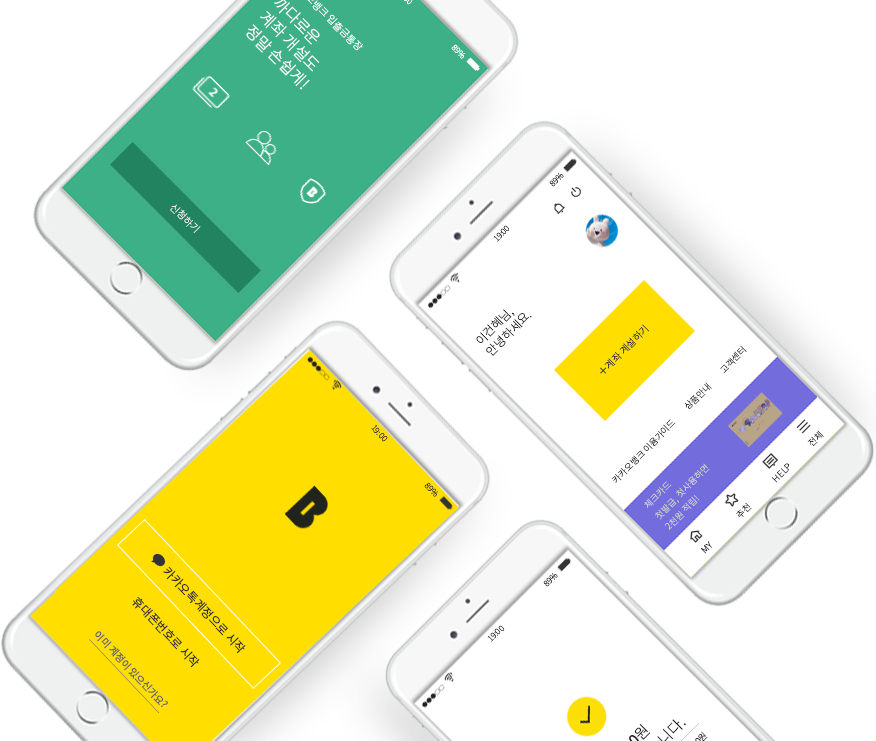 뱅크 입출금통장
까다로운
계좌 개설도
정말 손쉽게!
89%
2
B
신청하기
19:00
89%
이건혜님,
안녕하세요.
+계좌 개설하기
카카오뱅크 이용가이드
상품안내
고객센터
체크카드
첫발급, 첫사용하면
2천원 적립!
MY
추천
HELP
전체
19:00
89%
B
카카오톡계정으로 시작
휴대폰번호로 시작
이미 계정이 있으신가요?
19:00
89%
0원
니다.